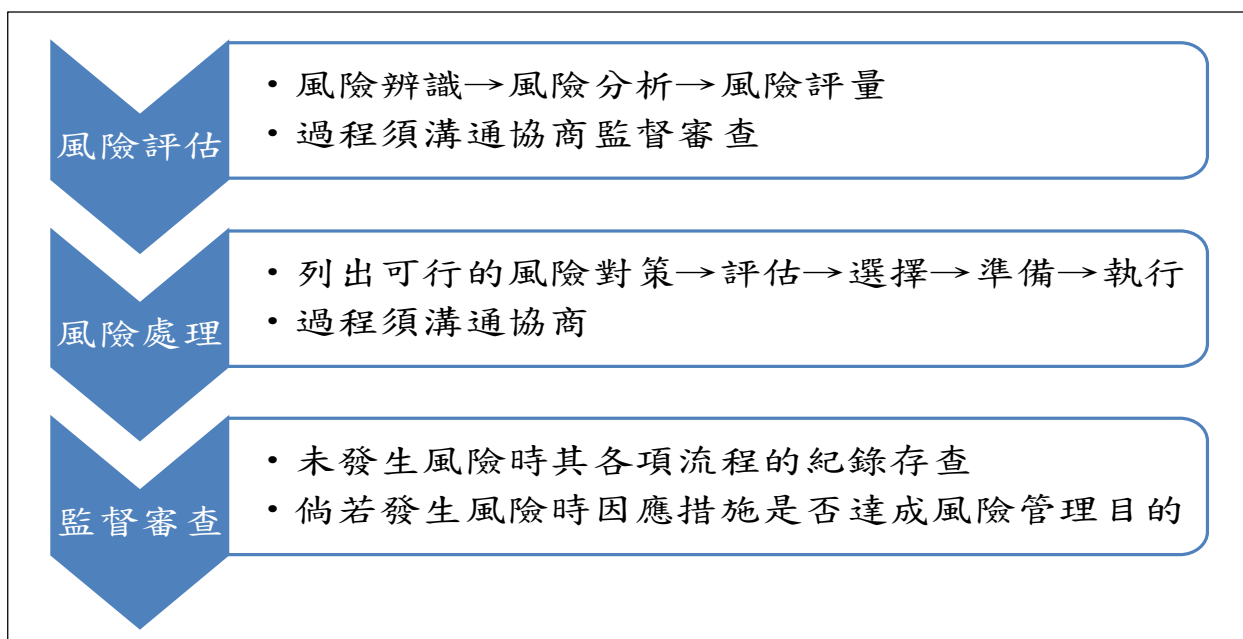 風險評估
・風險辨識→風險分析→風險評量
・過程須溝通協商監督審查
風險處理
・列出可行的風險對策→評估→選擇→準備→執行
・過程須溝通協商
監督審查
・未發生風險時其各項流程的紀錄存查
・倘若發生風險時因應措施是否達成風險管理目的